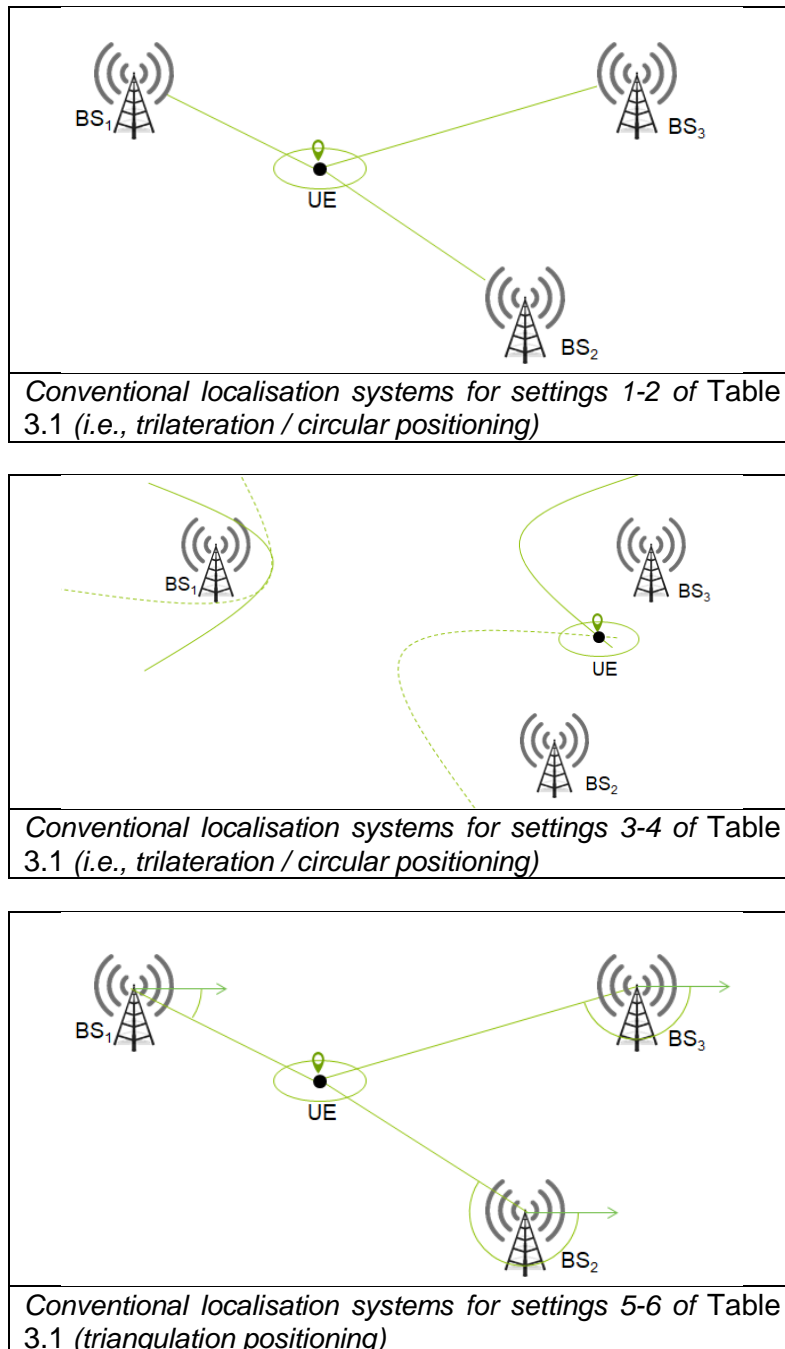 BS1
BS3
UE
BS2
Conventional localisation systems for settings 1-2 of Table
3.1 (i.e., trilateration / circular positioning)
BS1
BS3
UE
BS2
Conventional localisation systems for settings 3-4 of Table
3.1 (i.e., trilateration / circular positioning)
BS1
BS3
UE
BS2
Conventional localisation systems for settings 5-6 of Table
3.1 (triangulation positioning)